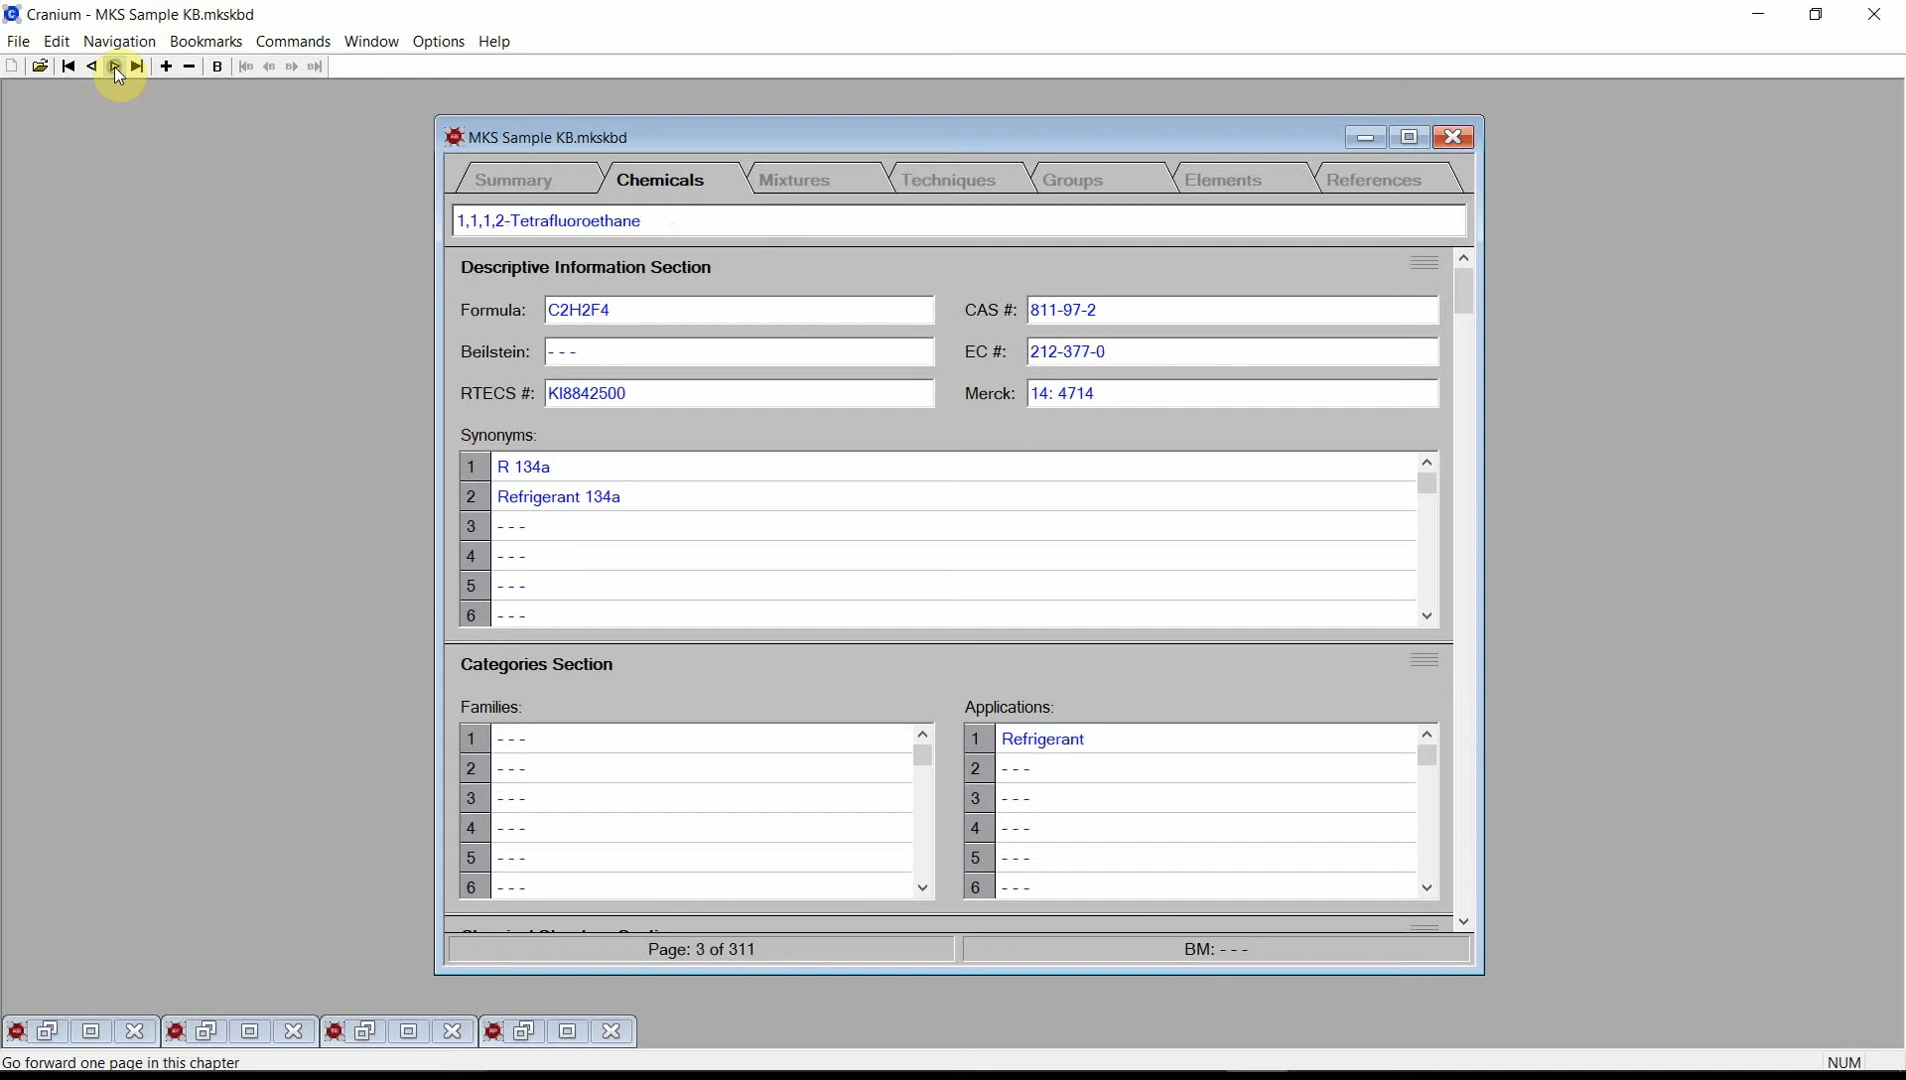 Cranium - MKS Sample KB.mkskbd
File Edit Navigation Bookmarks Commands Window Options Help
B B B B B
MKS Sample KB.mkskbd
Summary Chemicals Mixtures Techniques Groups Elements References
1,1,1,2-Tetrafluoroethane
Descriptive Information Section
Formula: C2H2F4 CAS #: 811-97-2
Beilstein: - - - EC #: 212-377-0
RTECS #: KI8842500 Merck: 14: 4714
Synonyms:
1 R 134a
2 Refrigerant 134a
3 - - -
4 - - -
5 - - -
6 - - -
Categories Section
Families: Applications:
1 - - - 1 Refrigerant
2 - - - 2 - - -
3 - - - 3 - - -
4 - - - 4 - - -
5 - - - 5 - - -
6 - - - 6 - - -
Page: 3 of 311 BM: - - -
Go forward one page in this chapter NUM